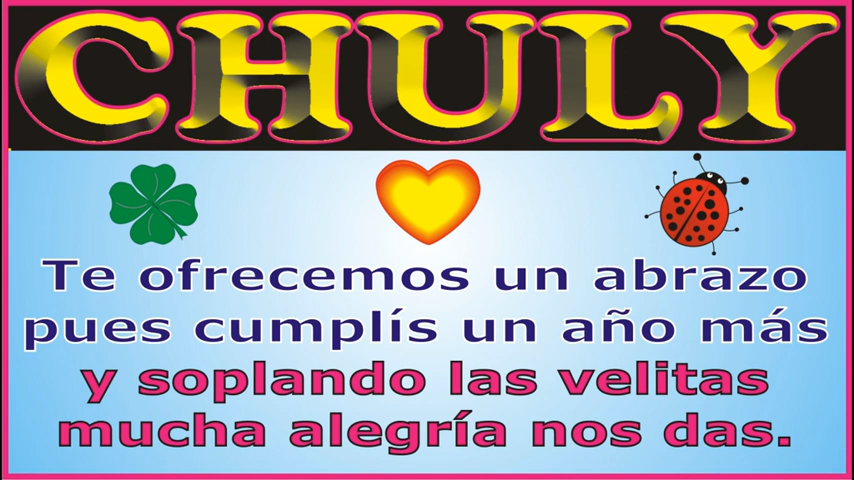 CHULY
Te ofrecemos un abrazo
pues cumplís un año más
y soplando las velitas
mucha alegría nos das.